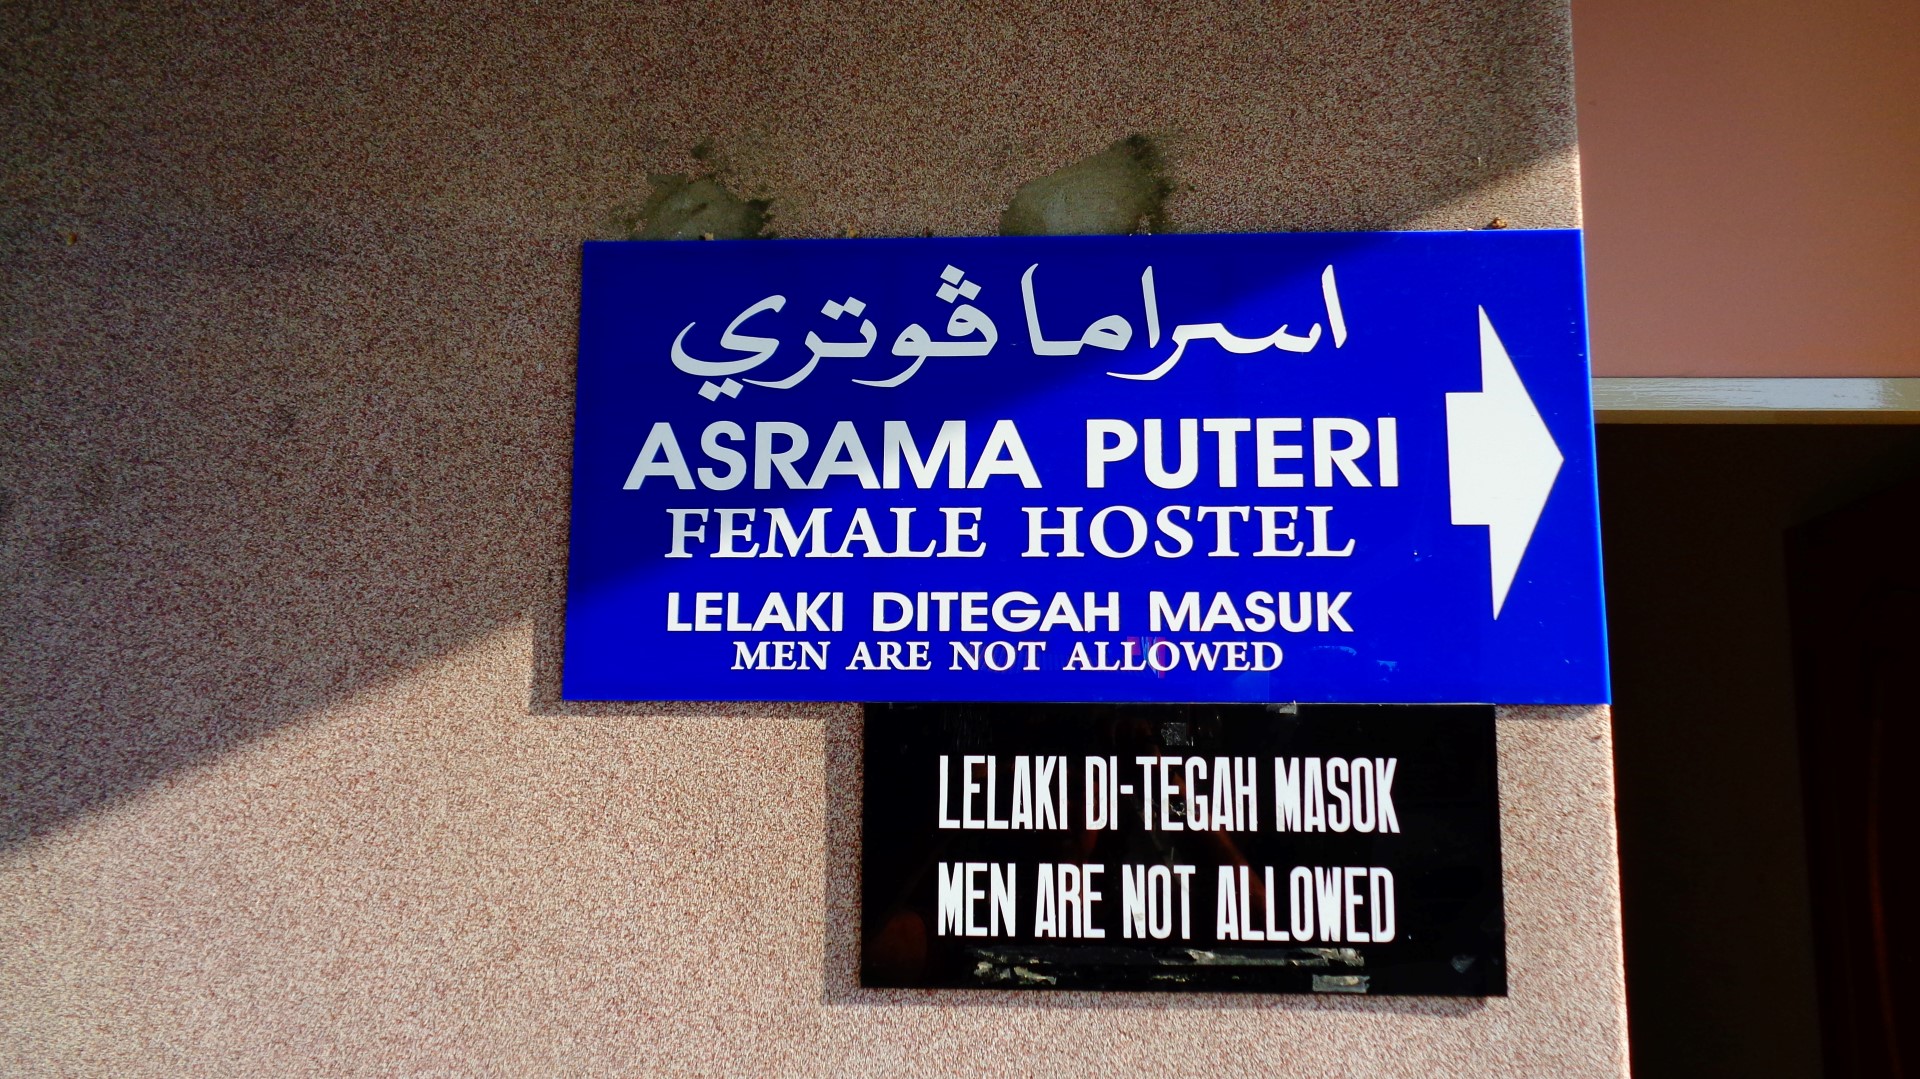 اسراما ڤوتري
ASRAMA PUTERI
FEMALE HOSTEL
LELAKI DITEGAH MASUK
MEN ARE NOT ALLOWED
LELAKI DI-TEGAH MASOK
MEN ARE NOT ALLOWED